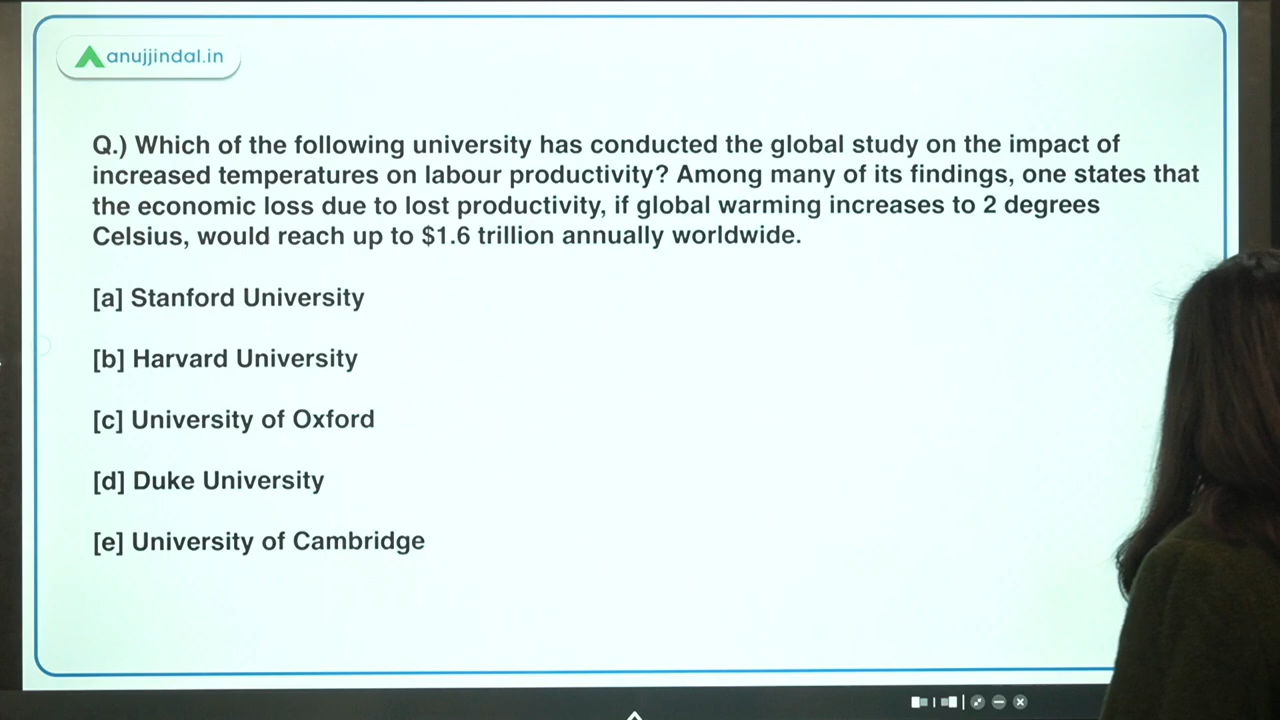 anujjindal.in
Q.) Which of the following university has conducted the global study on the impact of
increased temperatures on labour productivity? Among many of its findings, one states that
the economic loss due to lost productivity, if global warming increases to 2 degrees
Celsius, would reach up to $1.6 trillion annually worldwide.
[a] Stanford University
[b] Harvard University
[c] University of Oxford
[d] Duke University
[e] University of Cambridge